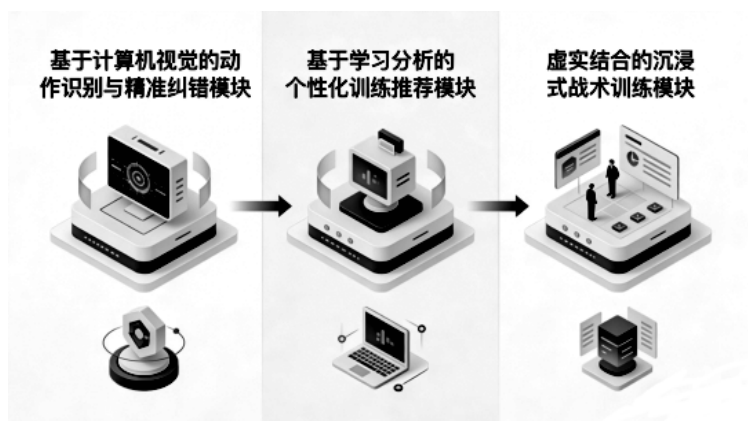 基于计算机视觉的动
作识别与精准纠错模块
基于学习分析的
个性化训练推荐模块
虚实结合的沉浸
式战术训练模块